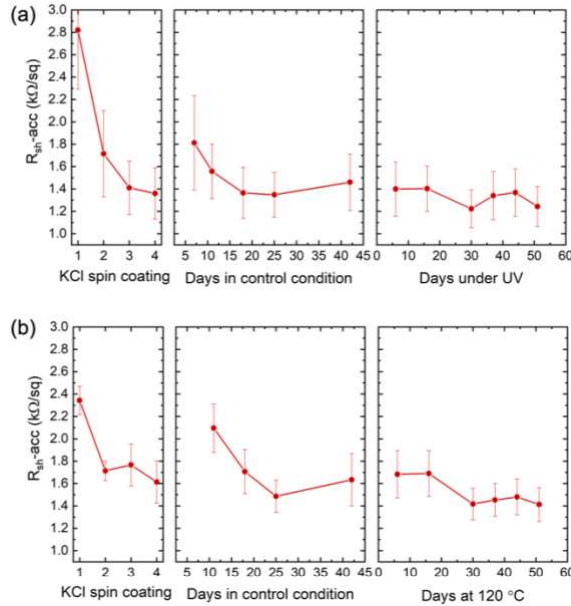 (a)
R_sh-acc (kΩ/sq)
3.0
2.8
2.6
2.4
2.2
2.0
1.8
1.6
1.4
1.2
1.0
1 2 3 4
5 10 15 20 25 30 35 40 45
0 10 20 30 40 50 60
KCl spin coating
Days in control condition
Days under UV
(b)
R_sh-acc (kΩ/sq)
3.0
2.8
2.6
2.4
2.2
2.0
1.8
1.6
1.4
1.2
1.0
1 2 3 4
5 10 15 20 25 30 35 40 45
0 10 20 30 40 50 60
KCl spin coating
Days in control condition
Days at 120 °C